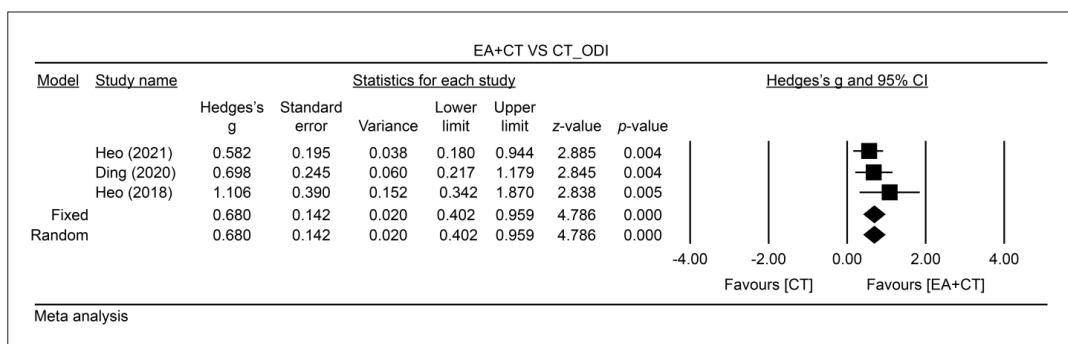 EA+CT VS CT_ODI
Model Study name Statistics for each study Hedges's g and 95% CI
Hedges's g Standard error Variance Lower limit Upper limit z-value p-value
Heo (2021) 0.582 0.195 0.038 0.180 0.944 2.885 0.004
Ding (2020) 0.698 0.245 0.060 0.217 1.179 2.845 0.004
Heo (2018) 1.106 0.390 0.152 0.342 1.870 2.838 0.005
Fixed 0.680 0.142 0.020 0.402 0.959 4.786 0.000
Random 0.680 0.142 0.020 0.402 0.959 4.786 0.000
-4.00 -2.00 0.00 2.00 4.00
Favours [CT] Favours [EA+CT]
Meta analysis